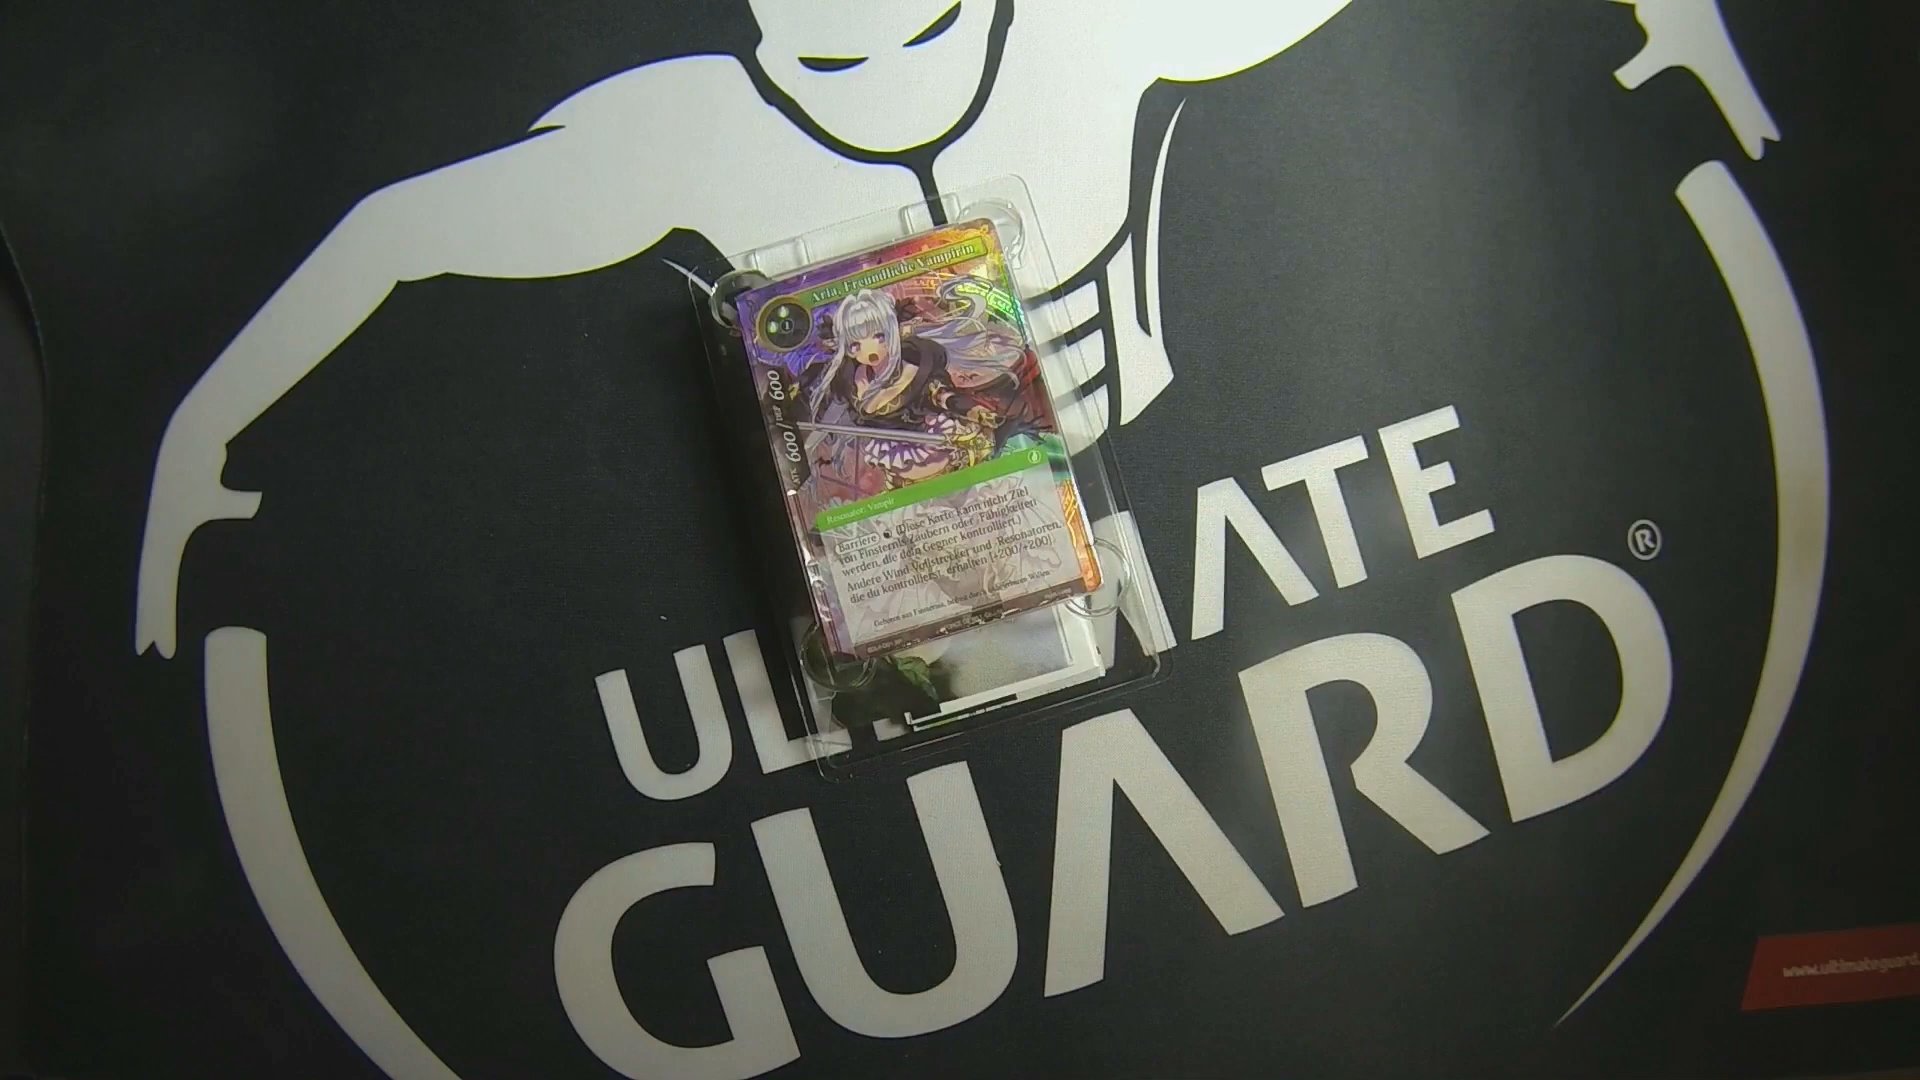 Aria, Freundliche Vampirin
1
ATK 600 / DEF 600
Resonator: Vampir
Barriere (Diese Karte kann nicht Ziel
von Finsternis-Zaubern oder -Fähigkeiten
werden, die dein Gegner kontrolliert.)
Andere Wind-Vollstrecker und -Resonatoren,
die du kontrollierst, erhalten [+200/+200].
ULTIMATE
GUARD®
www.ultimateguard.